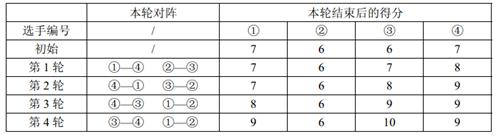 本轮对阵 本轮结束后的得分
选手编号 / ① ② ③ ④
初始 / 7 6 6 7
第 1 轮 ①—④ ②—③ 7 6 7 8
第 2 轮 ④—① ③—② 7 6 8 9
第 3 轮 ④—③ ①—② 8 6 9 9
第 4 轮 ③—④ ①—② 9 6 10 9